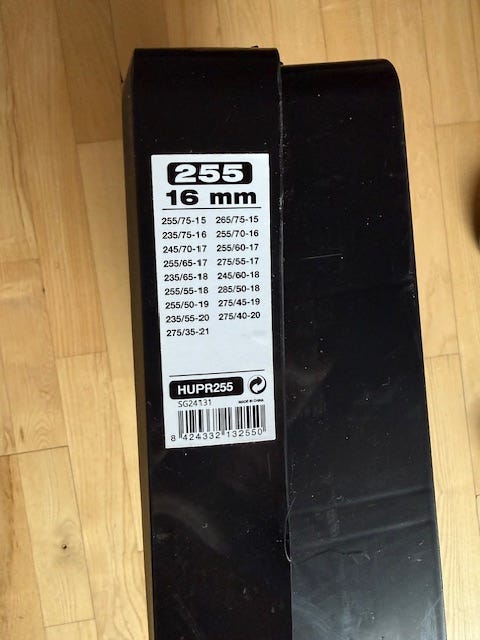 255
16 mm
255/75-15 265/75-15
235/75-16 255/70-16
245/70-17 255/60-17
255/65-17 275/55-17
235/65-18 245/60-18
255/55-18 285/50-18
255/50-19 275/45-19
235/55-20 275/40-20
275/35-21
HUPR255
SG24131 MADE IN CHINA
8 424332 132550